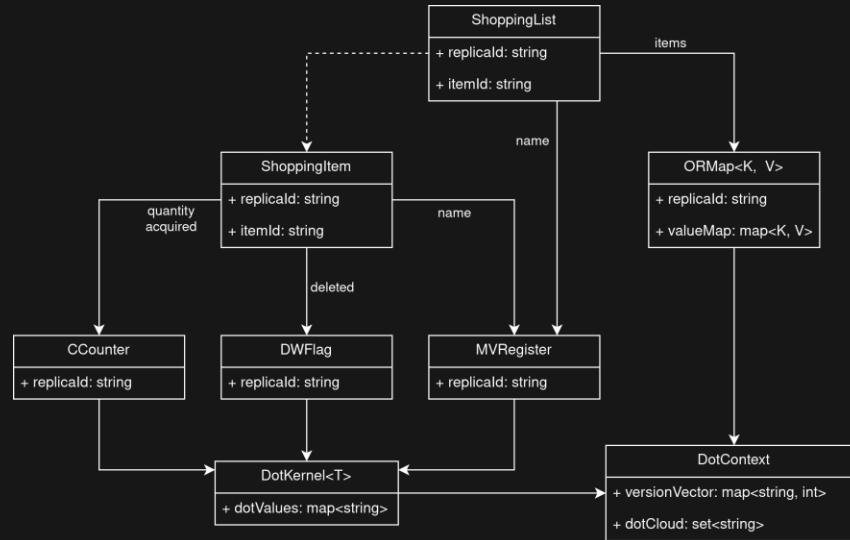 ShoppingList
+ replicaId: string
+ itemId: string
items
name
ShoppingItem
+ replicaId: string
+ itemId: string
quantity
acquired
name
deleted
ORMap<K, V>
+ replicaId: string
+ valueMap: map<K, V>
CCounter
+ replicaId: string
DWFlag
+ replicaId: string
MVRegister
+ replicaId: string
DotKernel<T>
+ dotValues: map<string>
DotContext
+ versionVector: map<string, int>
+ dotCloud: set<string>